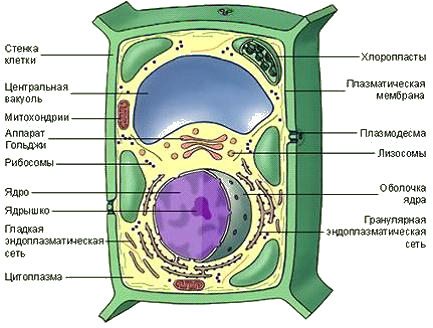 Стенка
клетки
Центральная
вакуоль
Митохондрии
Аппарат
Гольджи
Рибосомы
Ядро
Ядрышко
Гладкая
эндоплазматическая
сеть
Цитоплазма
Хлоропласты
Плазматическая
мембрана
Плазмодесма
Лизосомы
Оболочка
ядра
Гранулярная
эндоплазматическая
сеть